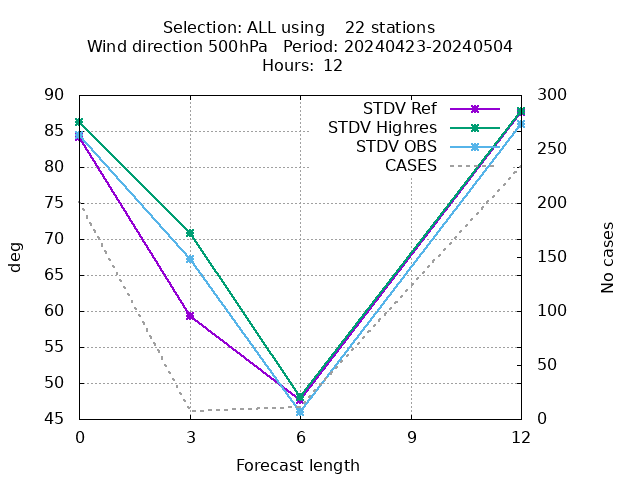 Selection: ALL using    22 stations
Wind direction 500hPa   Period: 20240423-20240504
Hours:  12
STDV Ref
STDV Highres
STDV OBS
CASES
deg
No cases
90
85
80
75
70
65
60
55
50
45
300
250
200
150
100
50
0
0 3 6 9 12
Forecast length